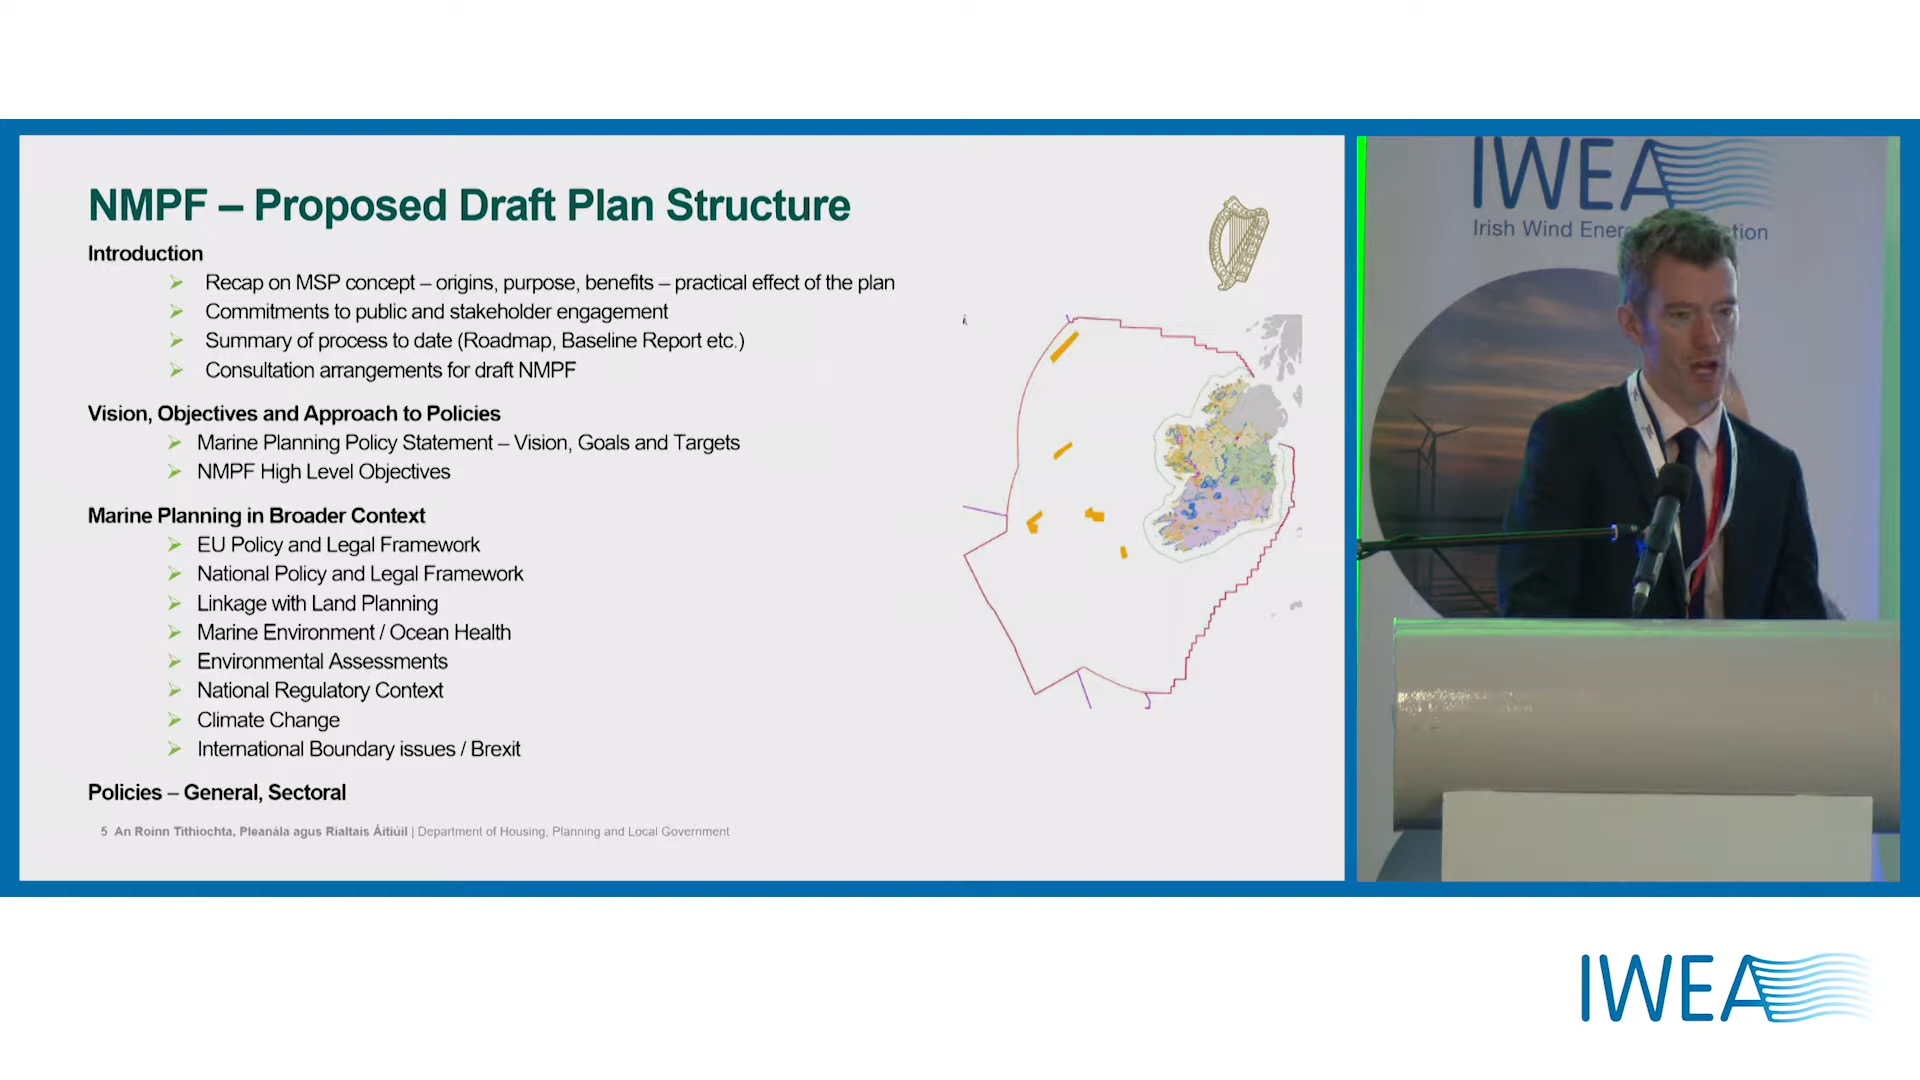 NMPF – Proposed Draft Plan Structure
Introduction
Recap on MSP concept – origins, purpose, benefits – practical effect of the plan
Commitments to public and stakeholder engagement
Summary of process to date (Roadmap, Baseline Report etc.)
Consultation arrangements for draft NMPF
Vision, Objectives and Approach to Policies
Marine Planning Policy Statement – Vision, Goals and Targets
NMPF High Level Objectives
Marine Planning in Broader Context
EU Policy and Legal Framework
National Policy and Legal Framework
Linkage with Land Planning
Marine Environment / Ocean Health
Environmental Assessments
National Regulatory Context
Climate Change
International Boundary issues / Brexit
Policies – General, Sectoral
5 An Roinn Tithíochta, Pleanála agus Rialtais Áitiúil | Department of Housing, Planning and Local Government
IWEA
Irish Wind Ener tion
IWEA